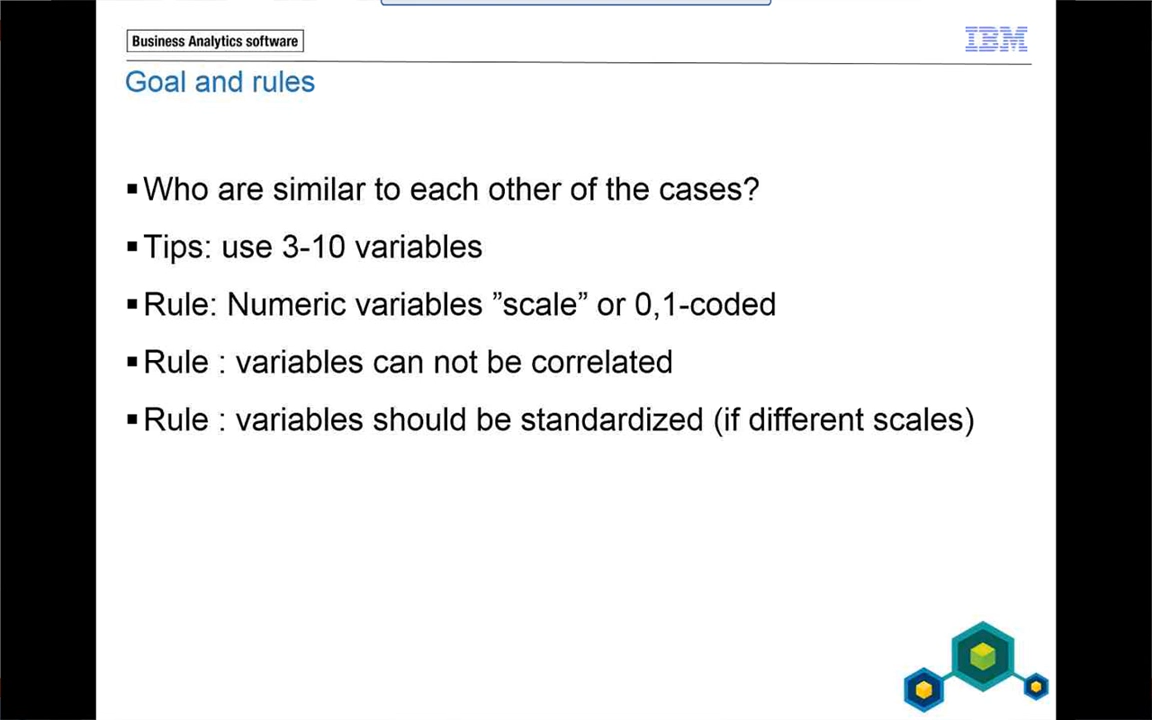 Business Analytics software
IBM
Goal and rules
▪Who are similar to each other of the cases?
▪Tips: use 3-10 variables
▪Rule: Numeric variables ”scale” or 0,1-coded
▪Rule : variables can not be correlated
▪Rule : variables should be standardized (if different scales)